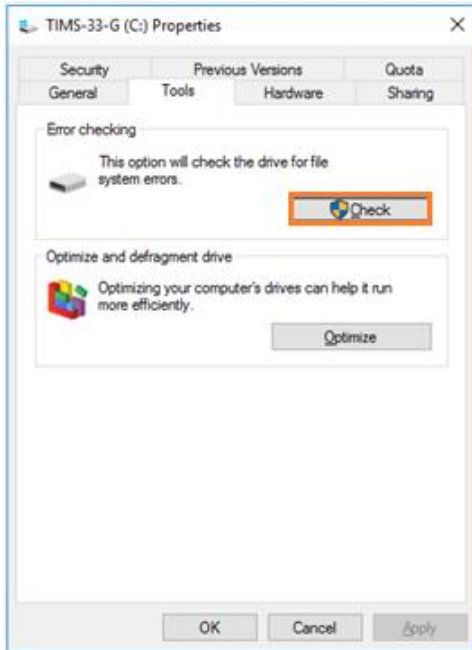 TIMS-33-G (C:) Properties
Security Previous Versions Quota
General Tools Hardware Sharing
Error checking
This option will check the drive for file
system errors.
Check
Optimize and defragment drive
Optimizing your computer's drives can help it run
more efficiently.
Optimize
OK Cancel Apply